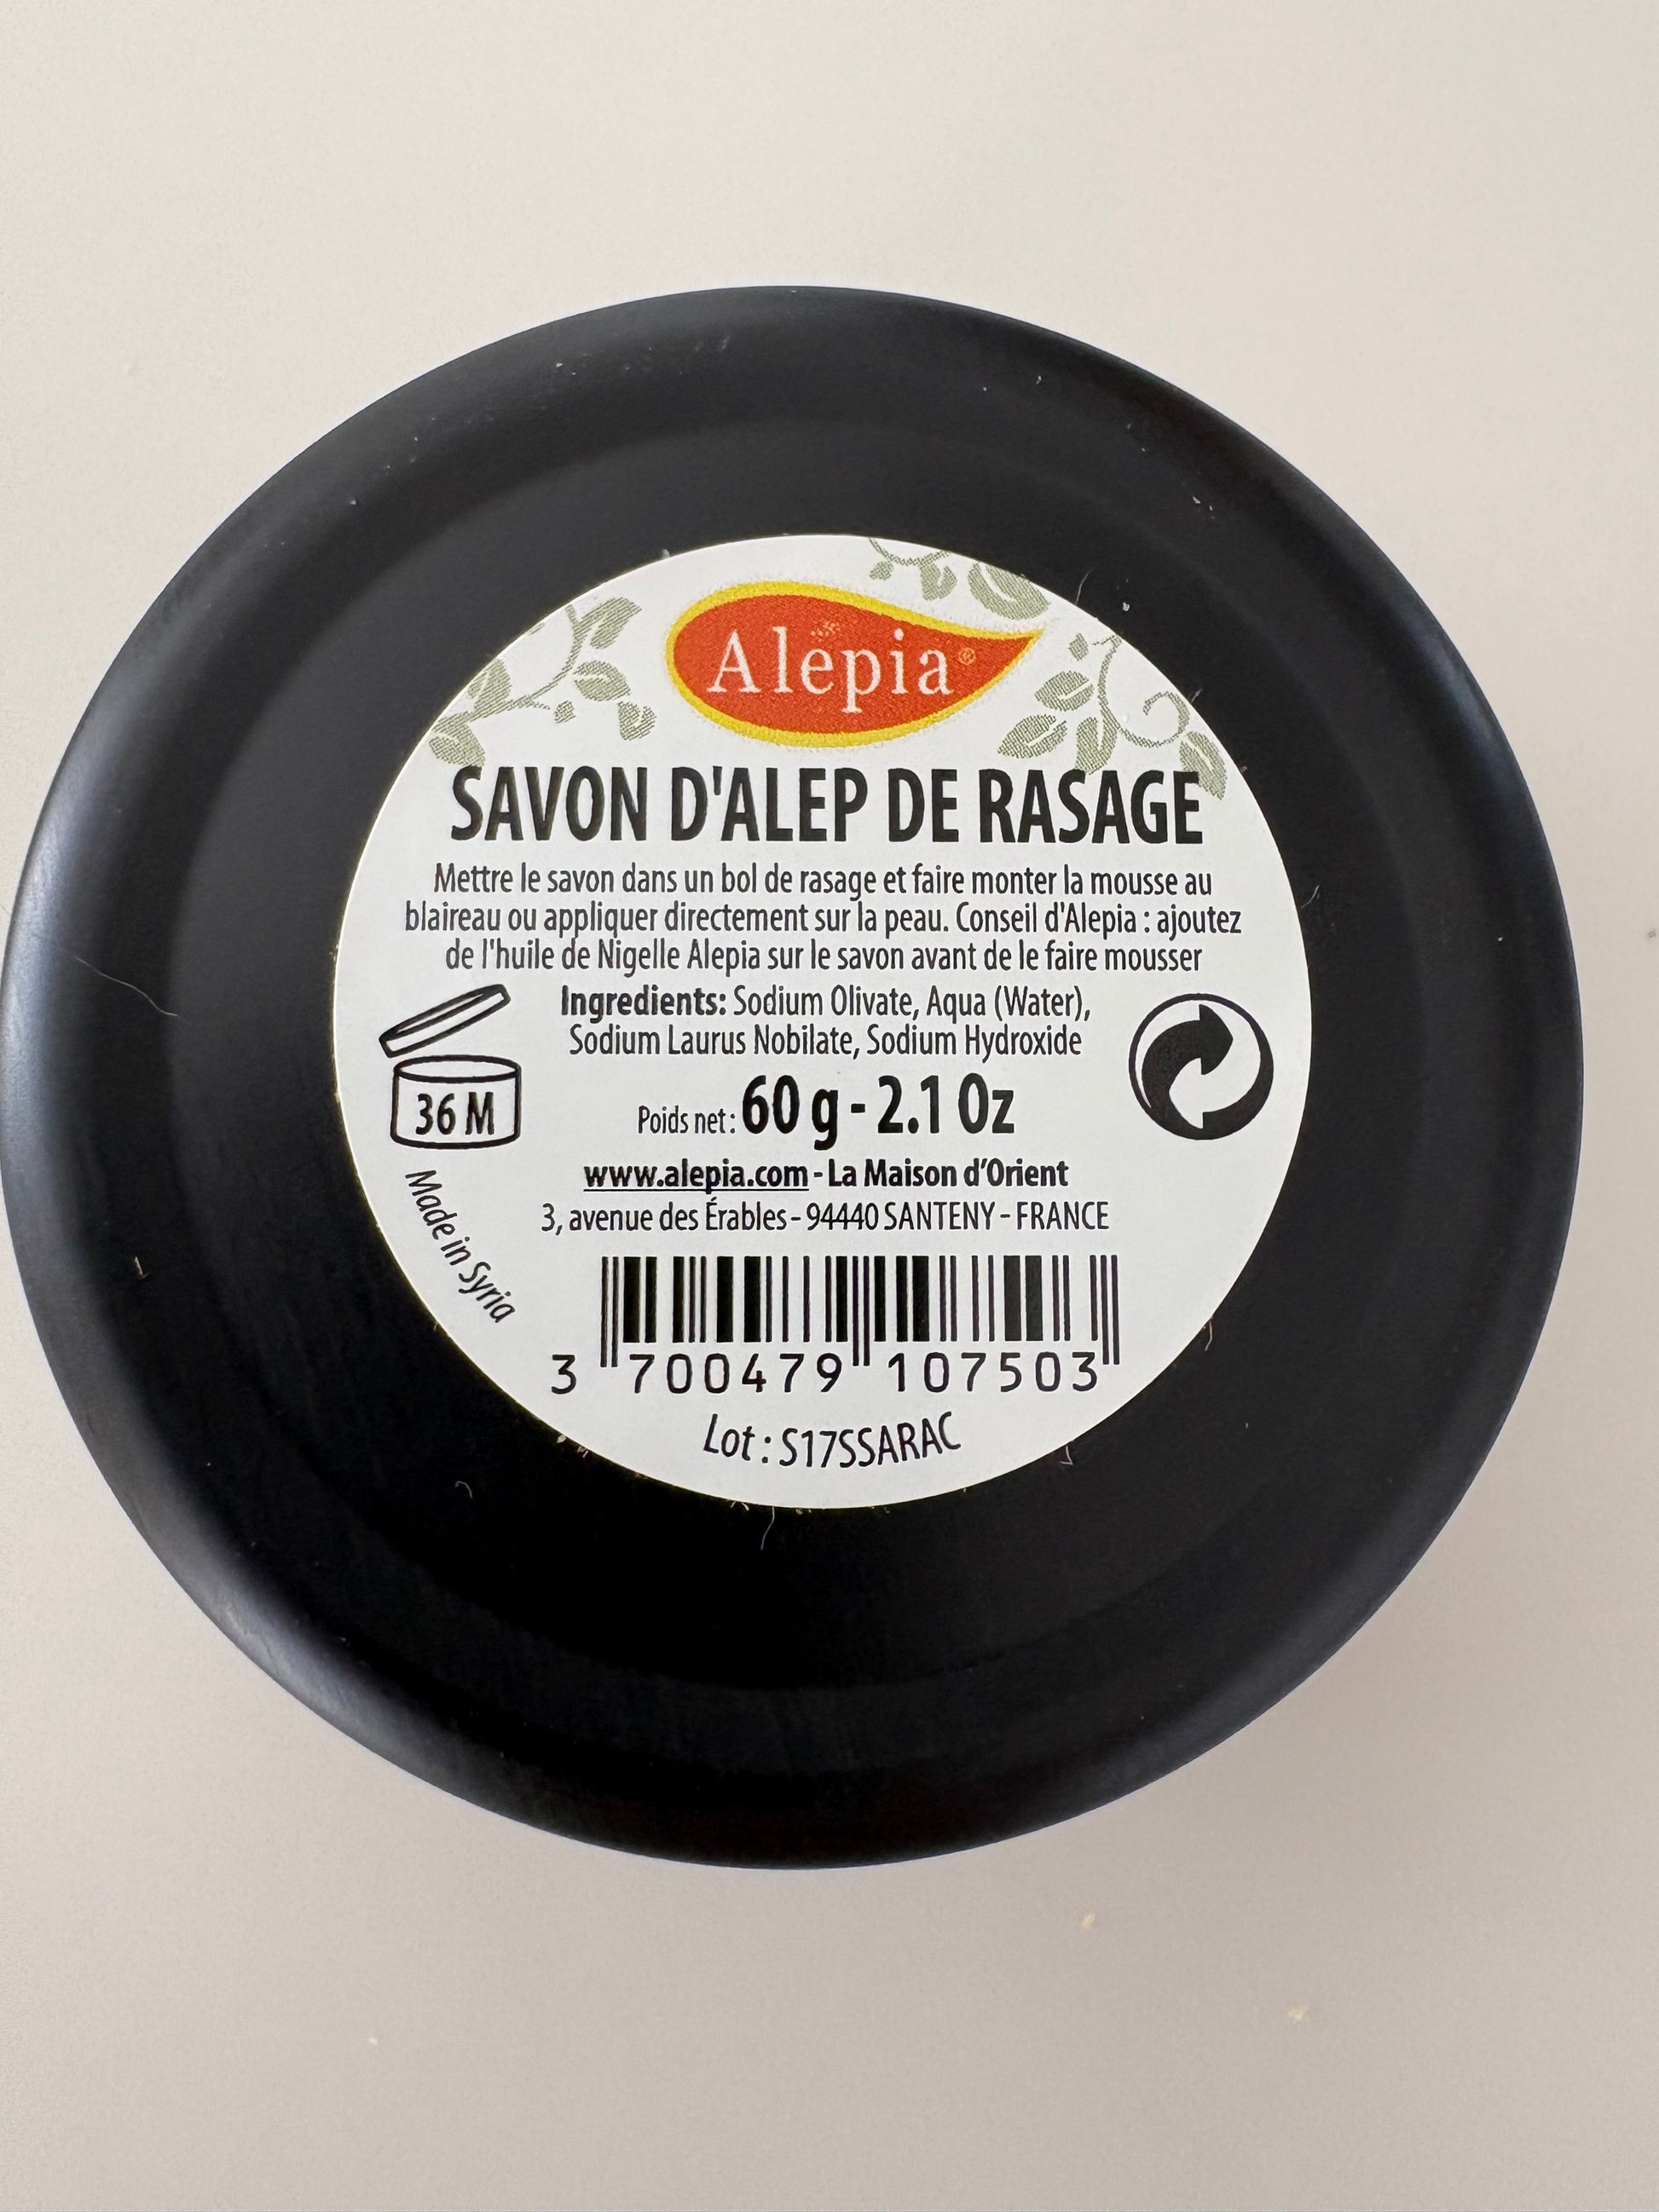 Alepia®
SAVON D'ALEP DE RASAGE
Mettre le savon dans un bol de rasage et faire monter la mousse au
blaireau ou appliquer directement sur la peau. Conseil d'Alepia : ajoutez
de l'huile de Nigelle Alepia sur le savon avant de le faire mousser
Ingredients: Sodium Olivate, Aqua (Water),
Sodium Laurus Nobilate, Sodium Hydroxide
36 M
Poids net : 60 g - 2.1 Oz
www.alepia.com - La Maison d’Orient
3, avenue des Érables - 94440 SANTENY - FRANCE
Made in Syria
3 700479 107503
Lot : S17SSARAC